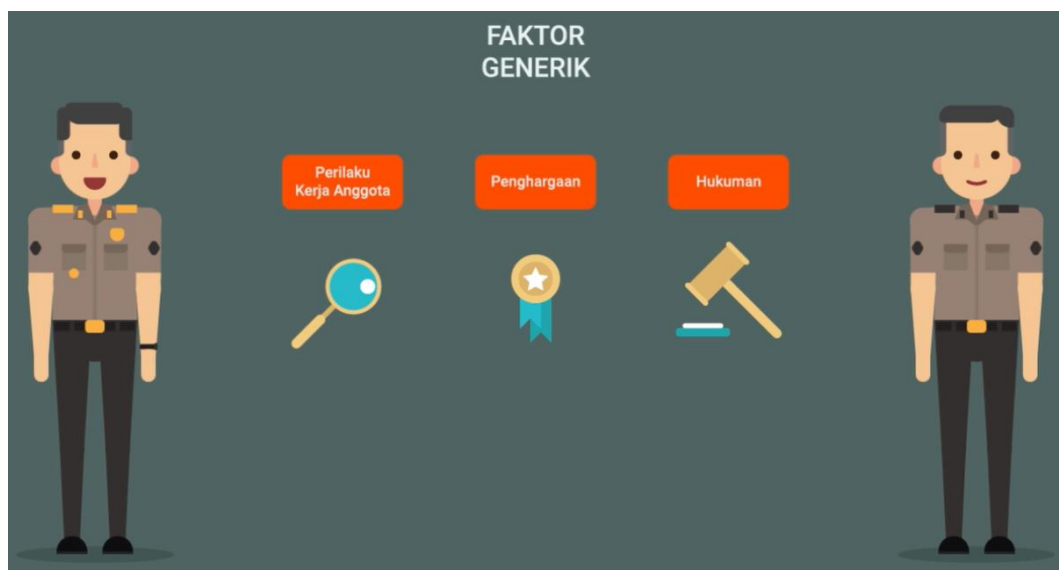 FAKTOR
GENERIK
Perilaku
Kerja Anggota
Penghargaan
Hukuman